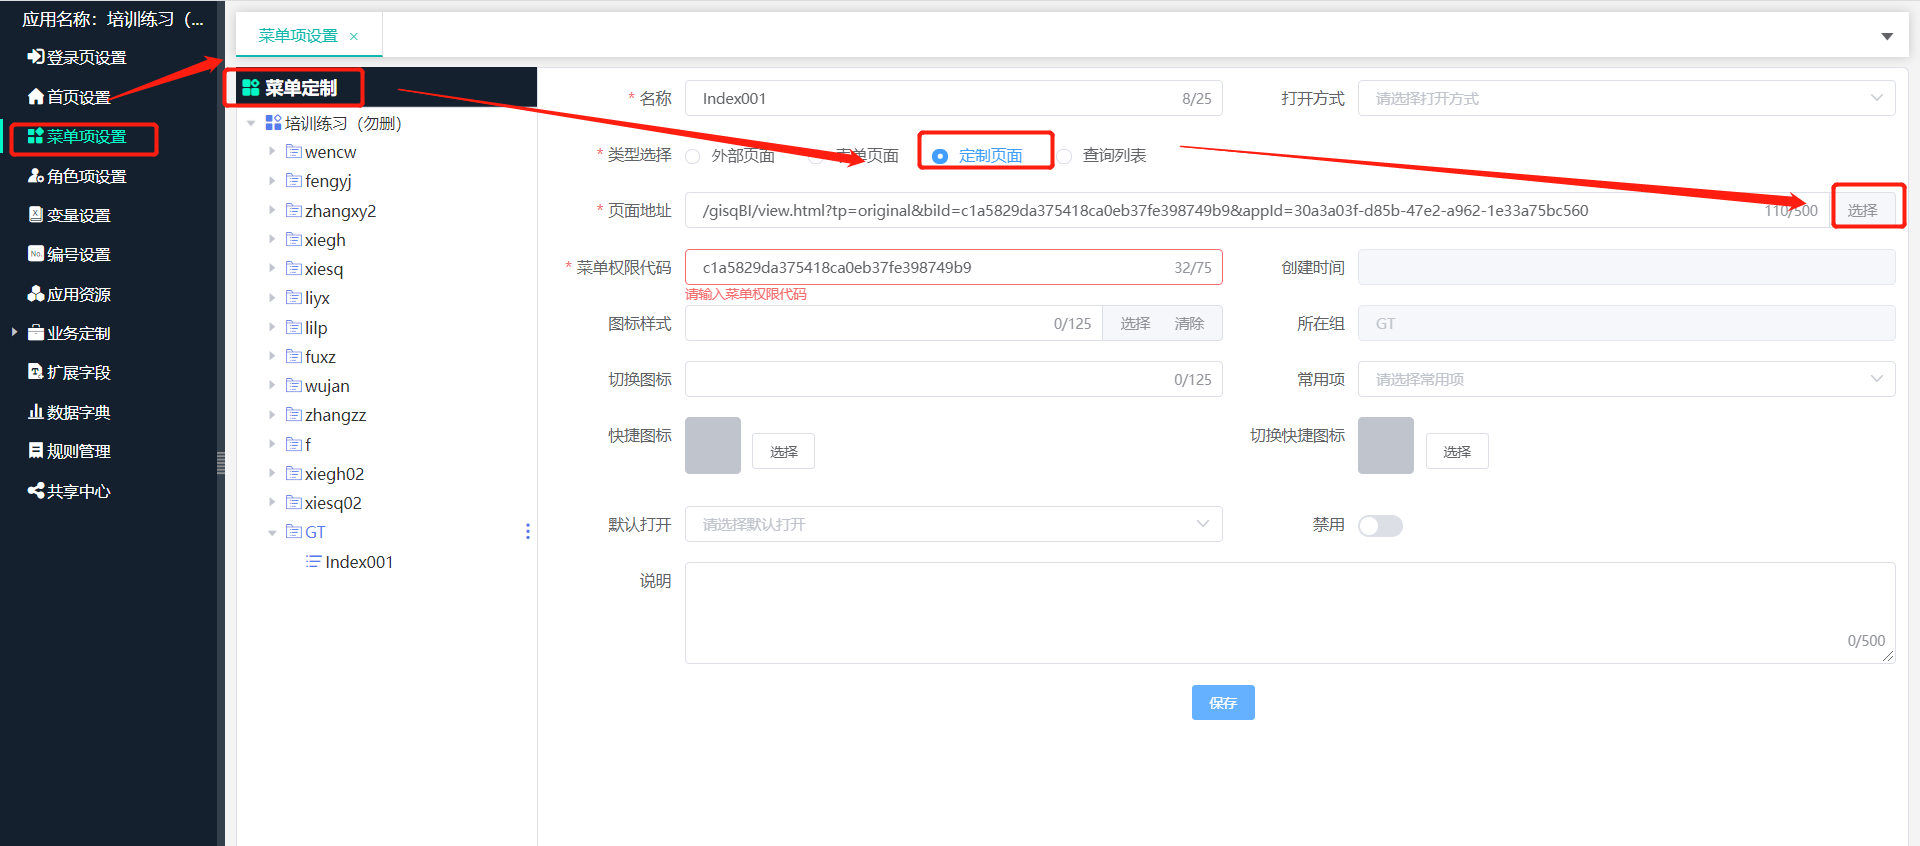 应用名称：培训练习（...
登录页设置
首页设置
菜单项设置
角色项设置
变量设置
No.
编号设置
应用资源
业务定制
扩展字段
数据字典
规则管理
共享中心
菜单项设置 ×
菜单定制
培训练习（勿删）
wencw
fengyj
zhangxy2
xiegh
xiesq
liyx
lilp
fuxz
wujan
zhangzz
f
xiegh02
xiesq02
GT
Index001
* 名称 Index001 8/25 打开方式 请选择打开方式
* 类型选择 外部页面 表单页面 定制页面 查询列表
* 页面地址 /gisqBI/view.html?tp=original&biId=c1a5829da375418ca0eb37fe398749b9&appId=30a3a03f-d85b-47e2-a962-1e33a75bc560 110/500 选择
* 菜单权限代码 c1a5829da375418ca0eb37fe398749b9 32/75 创建时间
请输入菜单权限代码
图标样式 0/125 选择 清除 所在组 GT
切换图标 0/125 常用项 请选择常用项
快捷图标 选择 切换快捷图标 选择
默认打开 请选择默认打开 禁用
说明
0/500
保存